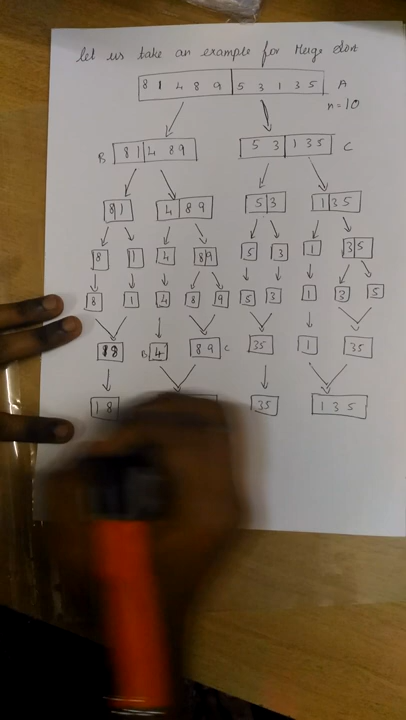 let us take an example for Merge Sort
8 1 4 8 9 5 3 1 3 5 A
n=10
B 8 1 4 8 9 5 3 1 3 5 C
8 1 4 8 9 5 3 1 3 5
8 1 4 8 9 5 3 1 3 5
8 1 4 8 9 5 3 1 3 5
1 8 B 4 8 9 C 3 5 1 3 5
1 8 3 5 1 3 5